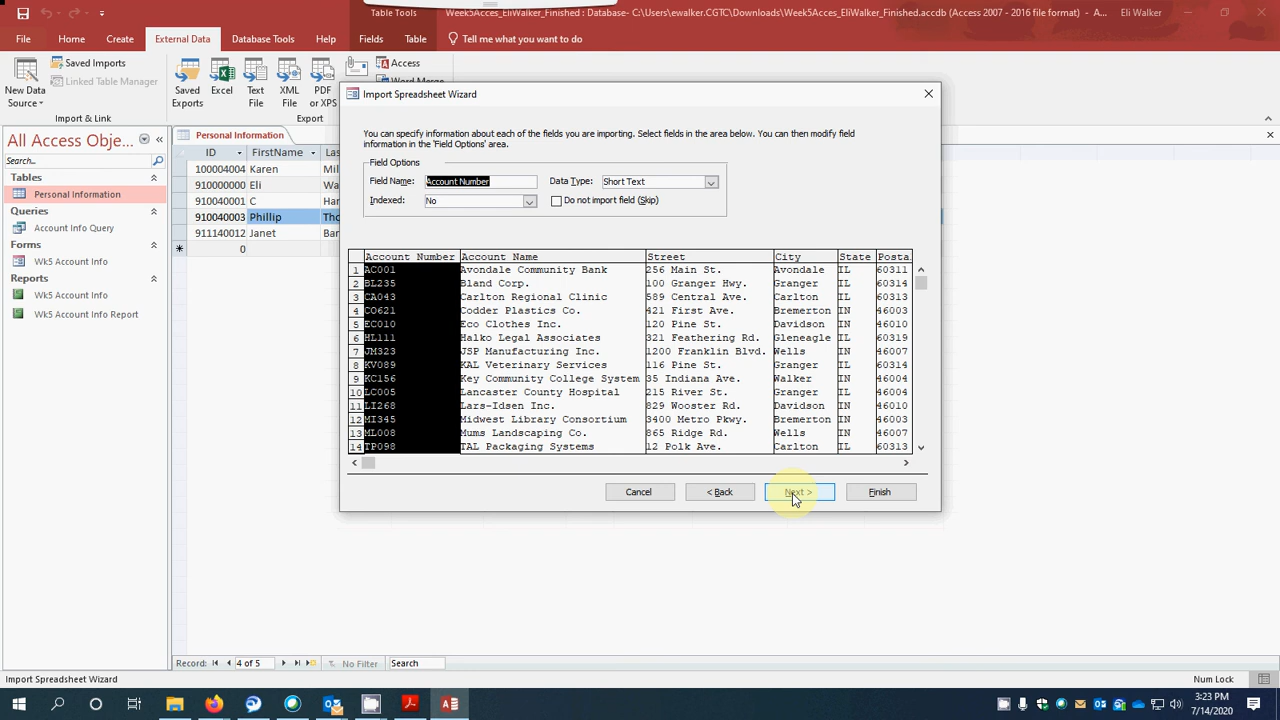 Table Tools
Week5Acces_EliWalker_Finished : Database- C:\Users\ewalker.CGTC\Downloads\Week5Acces_EliWalker_Finished.accdb (Access 2007 - 2016 file format) - A...
Eli Walker
File Home Create External Data Database Tools Help Fields Table Tell me what you want to do
Saved Imports
Linked Table Manager
New Data Source
Saved Exports
Excel
Text File
XML File
PDF or XPS
Access
Word Merge
Import & Link
Export
All Access Obje...
Search...
Tables
Personal Information
Queries
Account Info Query
Forms
Wk5 Account Info
Reports
Wk5 Account Info
Wk5 Account Info Report
Personal Information
ID FirstName Las
100004004 Karen Mil
910000000 Eli Wa
910040001 C Har
910040003 Phillip Tho
911140012 Janet Bar
0
Import Spreadsheet Wizard
You can specify information about each of the fields you are importing. Select fields in the area below. You can then modify field
information in the 'Field Options' area.
Field Options
Field Name: Account Number Data Type: Short Text
Indexed: No Do not import field (Skip)
Account Number Account Name Street City State Posta
1 AC001 Avondale Community Bank 256 Main St. Avondale IL 60311
2 BL235 Bland Corp. 100 Granger Hwy. Granger IL 60314
3 CA043 Carlton Regional Clinic 589 Central Ave. Carlton IL 60313
4 CO621 Codder Plastics Co. 421 First Ave. Bremerton IN 46003
5 EC010 Eco Clothes Inc. 120 Pine St. Davidson IN 46010
6 HL111 Halko Legal Associates 321 Feathering Rd. Gleneagle IL 60319
7 JM323 JSP Manufacturing Inc. 1200 Franklin Blvd. Wells IN 46007
8 KV089 KAL Veterinary Services 116 Pine St. Granger IL 60314
9 KC156 Key Community College System 35 Indiana Ave. Walker IN 46004
10 LC005 Lancaster County Hospital 215 River St. Granger IL 46004
11 LI268 Lars-Idsen Inc. 829 Wooster Rd. Davidson IN 46010
12 MI345 Midwest Library Consortium 3400 Metro Pkwy. Bremerton IN 46003
13 ML008 Mums Landscaping Co. 865 Ridge Rd. Wells IN 46007
14 TP098 TAL Packaging Systems 12 Polk Ave. Carlton IL 60313
Cancel < Back Next > Finish
Record: 4 of 5 No Filter Search
Import Spreadsheet Wizard
Num Lock
3:23 PM
7/14/2020